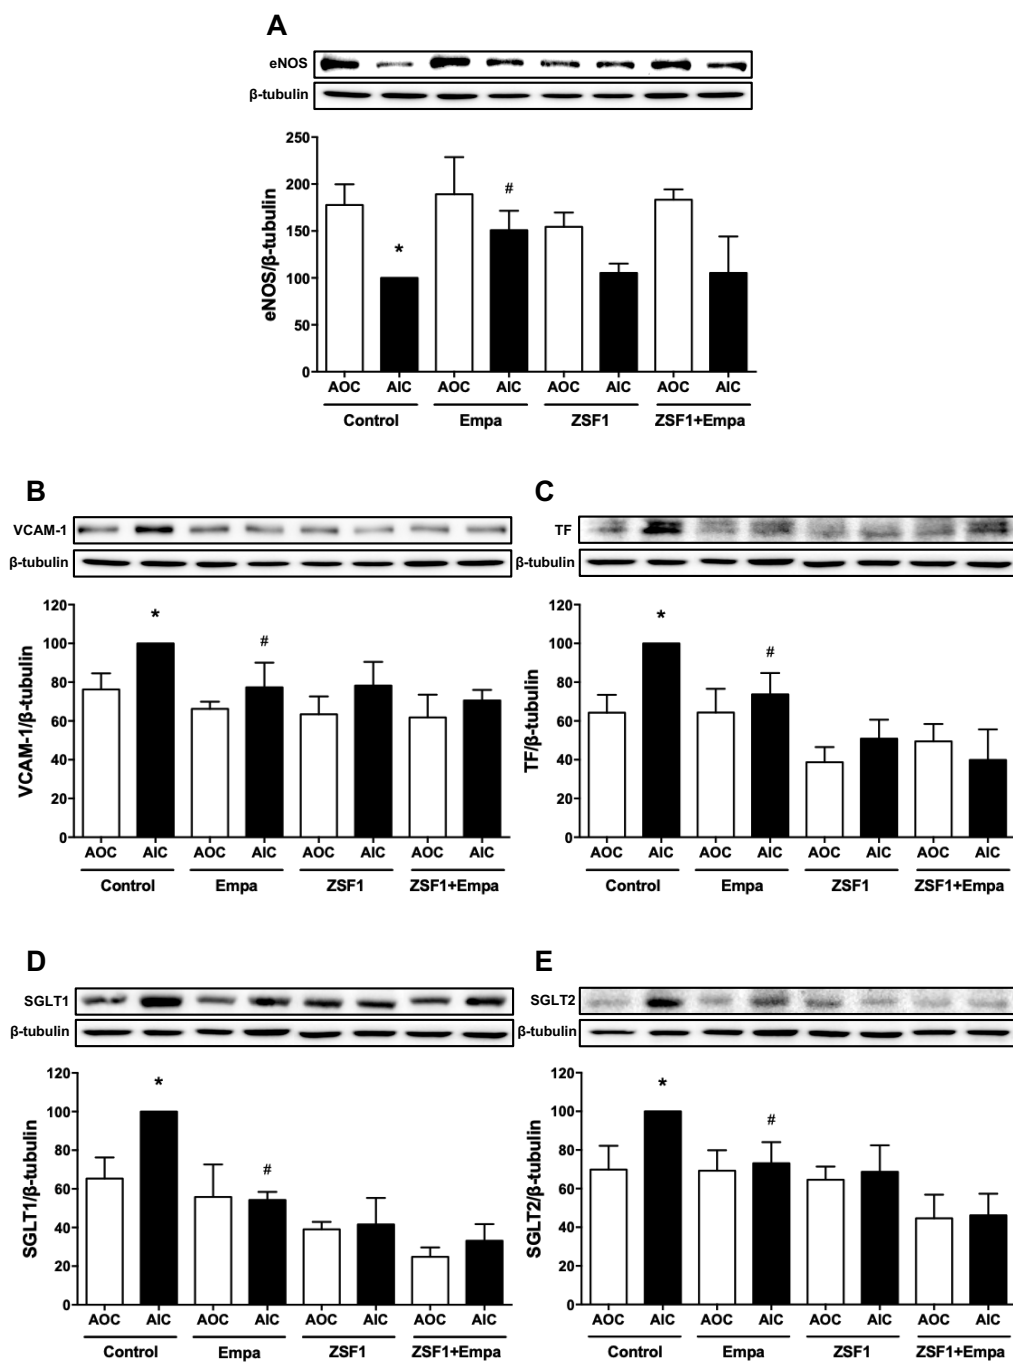 A
eNOS
β-tubulin
eNOS/β-tubulin
250
200
150
100
50
0
*
#
AOC AIC AOC AIC AOC AIC AOC AIC
Control Empa ZSF1 ZSF1+Empa
B
VCAM-1
β-tubulin
VCAM-1/β-tubulin
120
100
80
60
40
20
0
*
#
AOC AIC AOC AIC AOC AIC AOC AIC
Control Empa ZSF1 ZSF1+Empa
C
TF
β-tubulin
TF/β-tubulin
120
100
80
60
40
20
0
*
#
AOC AIC AOC AIC AOC AIC AOC AIC
Control Empa ZSF1 ZSF1+Empa
D
SGLT1
β-tubulin
SGLT1/β-tubulin
120
100
80
60
40
20
0
*
#
AOC AIC AOC AIC AOC AIC AOC AIC
Control Empa ZSF1 ZSF1+Empa
E
SGLT2
β-tubulin
SGLT2/β-tubulin
120
100
80
60
40
20
0
*
#
AOC AIC AOC AIC AOC AIC AOC AIC
Control Empa ZSF1 ZSF1+Empa